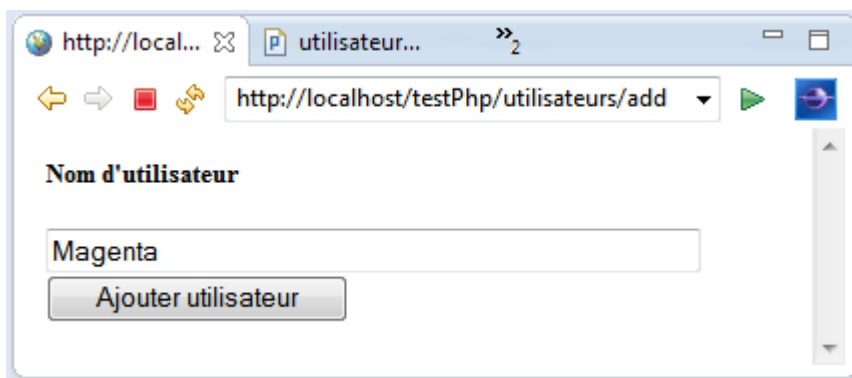 http://local... utilisateur... »2
http://localhost/testPhp/utilisateurs/add
Nom d'utilisateur
Magenta
Ajouter utilisateur